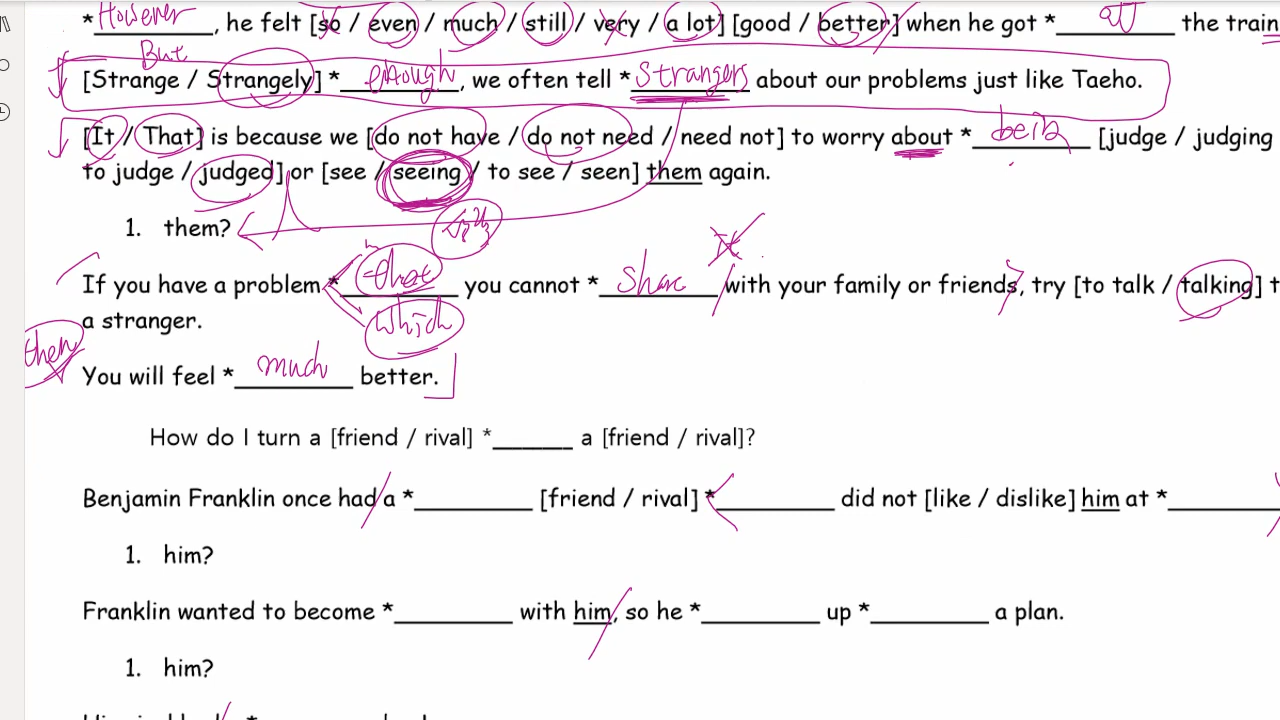 *However, he felt [so / even / much / still / very / a lot] [good / better] when he got * off the train
But
[Strange / Strangely] * enough, we often tell * strangers about our problems just like Taeho.
[It / That] is because we [do not have / do not need / need not] to worry about * being [judge / judging
to judge / judged] or [see / seeing / to see / seen] them again.
1. them?
If you have a problem * that you cannot * share with your family or friends, try [to talk / talking] t
which
a stranger.
then
You will feel * much better.
How do I turn a [friend / rival] *______ a [friend / rival]?
Benjamin Franklin once had a *__________ [friend / rival] *__________ did not [like / dislike] him at *__________
1. him?
Franklin wanted to become *__________ with him, so he *__________ up *__________ a plan.
1. him?